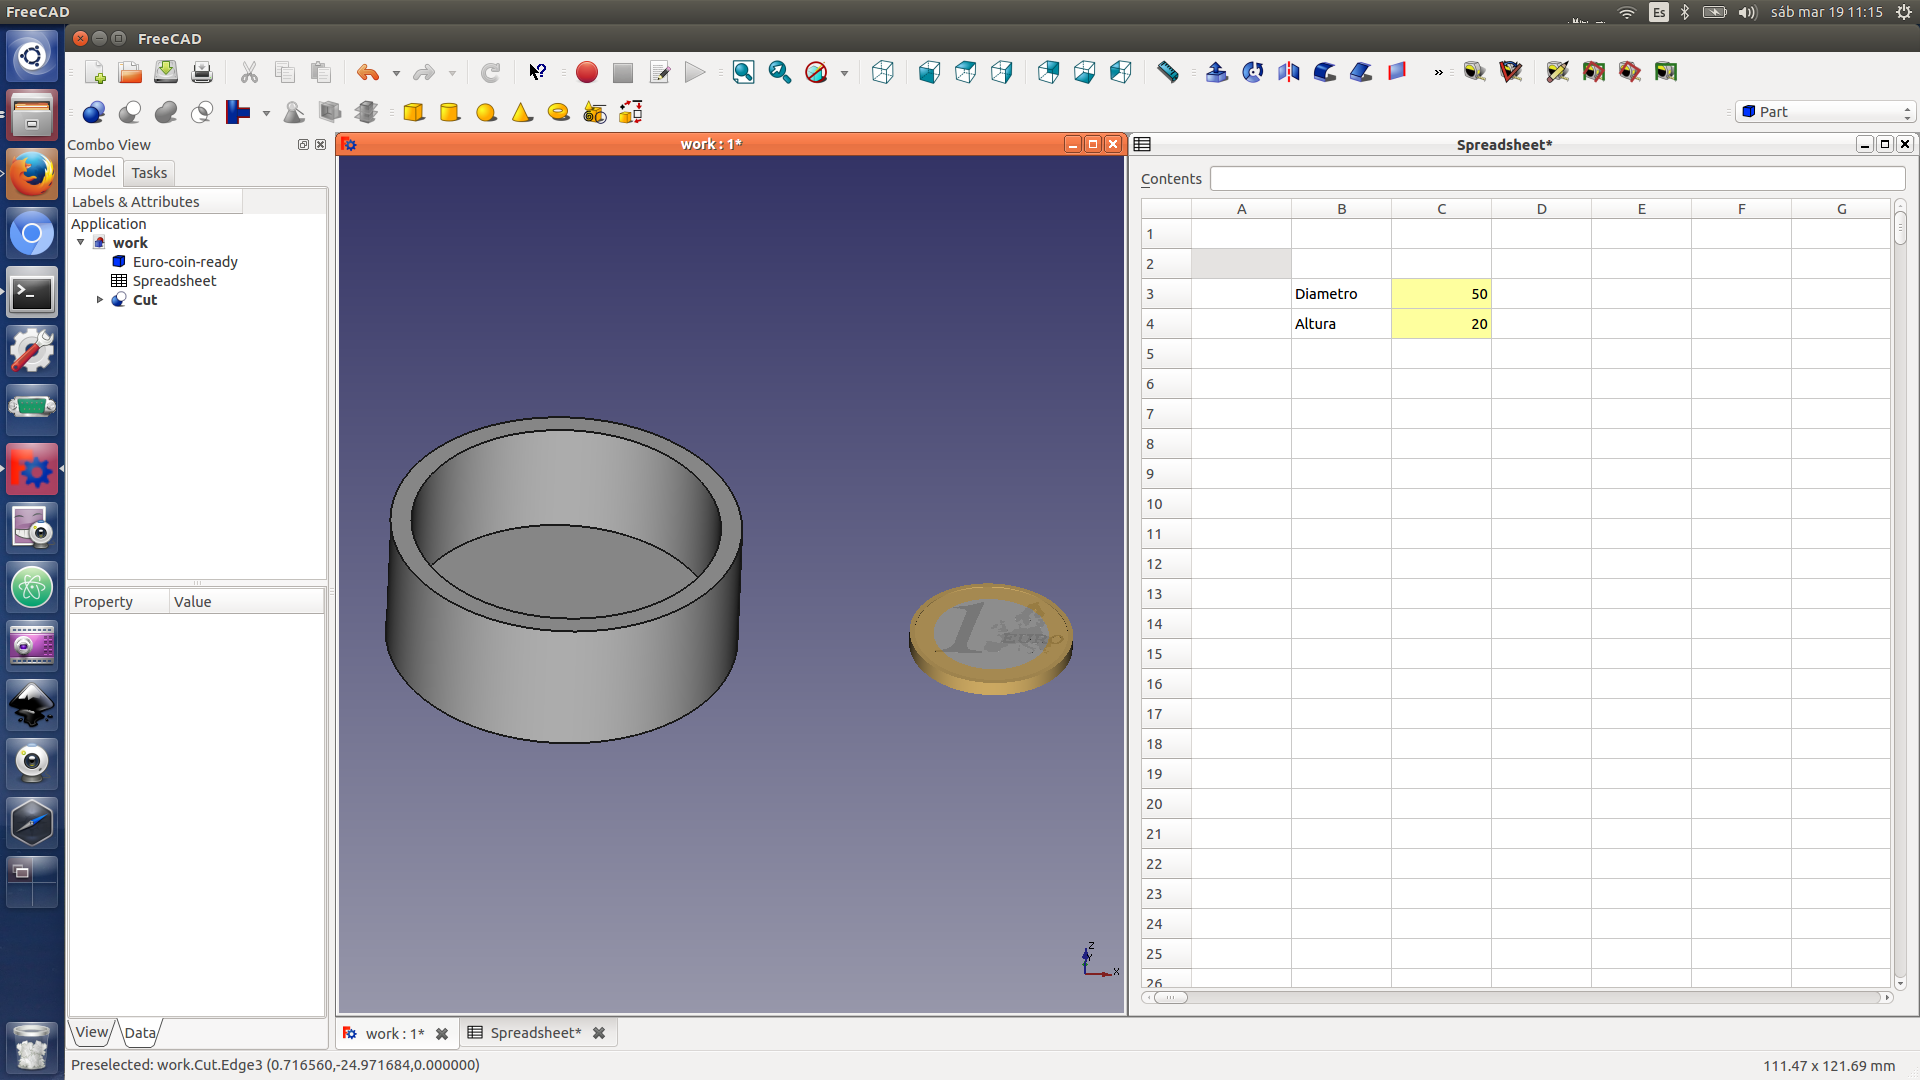 FreeCAD
Es
sáb mar 19 11:15
FreeCAD
Part
Combo View
Model
Tasks
Labels & Attributes
Application
work
Euro-coin-ready
Spreadsheet
Cut
Property
Value
View
Data
work : 1*
1
EURO
Z
Y
X
work : 1*
Spreadsheet*
Spreadsheet*
Contents
A B C D E F G
1
2
3 Diametro 50
4 Altura 20
5
6
7
8
9
10
11
12
13
14
15
16
17
18
19
20
21
22
23
24
25
26
Preselected: work.Cut.Edge3 (0.716560,-24.971684,0.000000)
111.47 x 121.69 mm